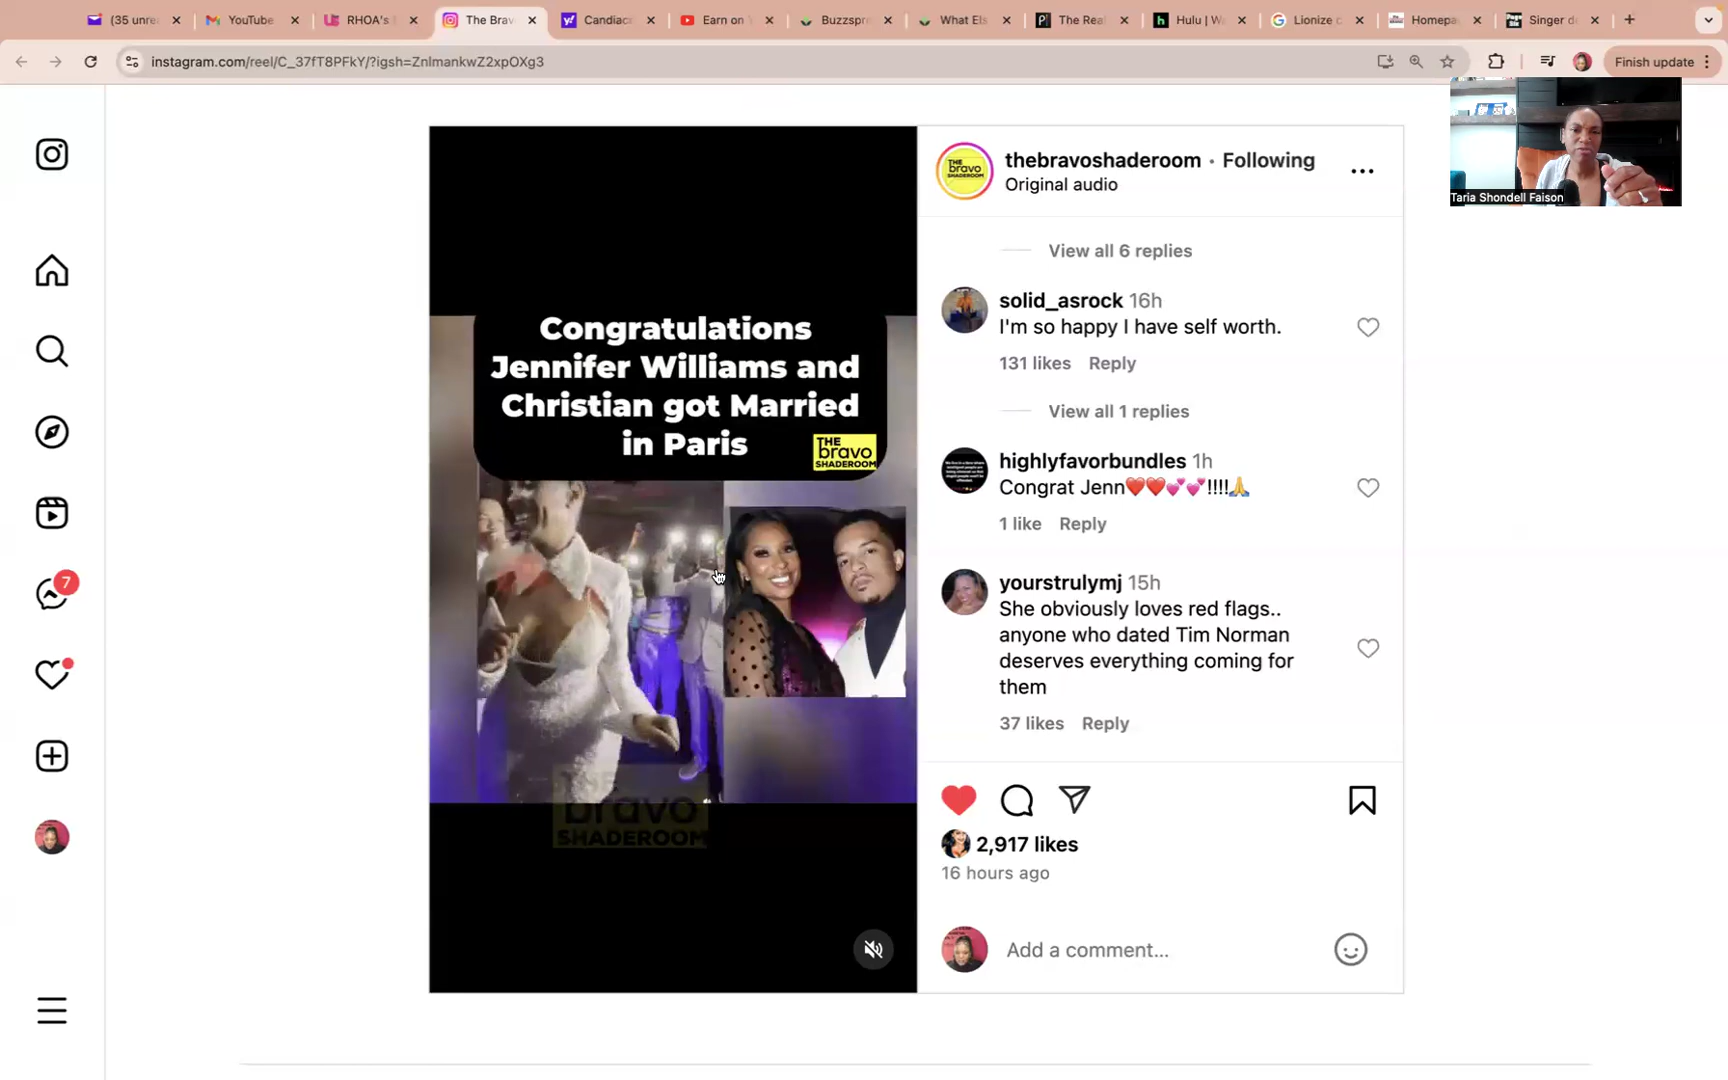 (35 unre
YouTube
RHOA's
The Brav
Candiac
Earn on
Buzzspr
What Els
The Rea
Hulu | W
Lionize c
Homepa
Singer d
instagram.com/reel/C_37fT8PFkY/?igsh=ZnlmankwZ2xpOXg3
Finish update
Taria Shondell Faison
Congratulations
Jennifer Williams and
Christian got Married
in Paris
THE
bravo
SHADEROOM
bravo
SHADEROOM
THE
bravo
SHADEROOM
thebravoshaderoom · Following
Original audio
View all 6 replies
solid_asrock 16h
I'm so happy I have self worth.
131 likes Reply
View all 1 replies
highlyfavorbundles 1h
Congrat Jenn❤️❤️💕💕!!!!🙏
1 like Reply
yourstrulymj 15h
She obviously loves red flags..
anyone who dated Tim Norman
deserves everything coming for
them
37 likes Reply
2,917 likes
16 hours ago
Add a comment...
7